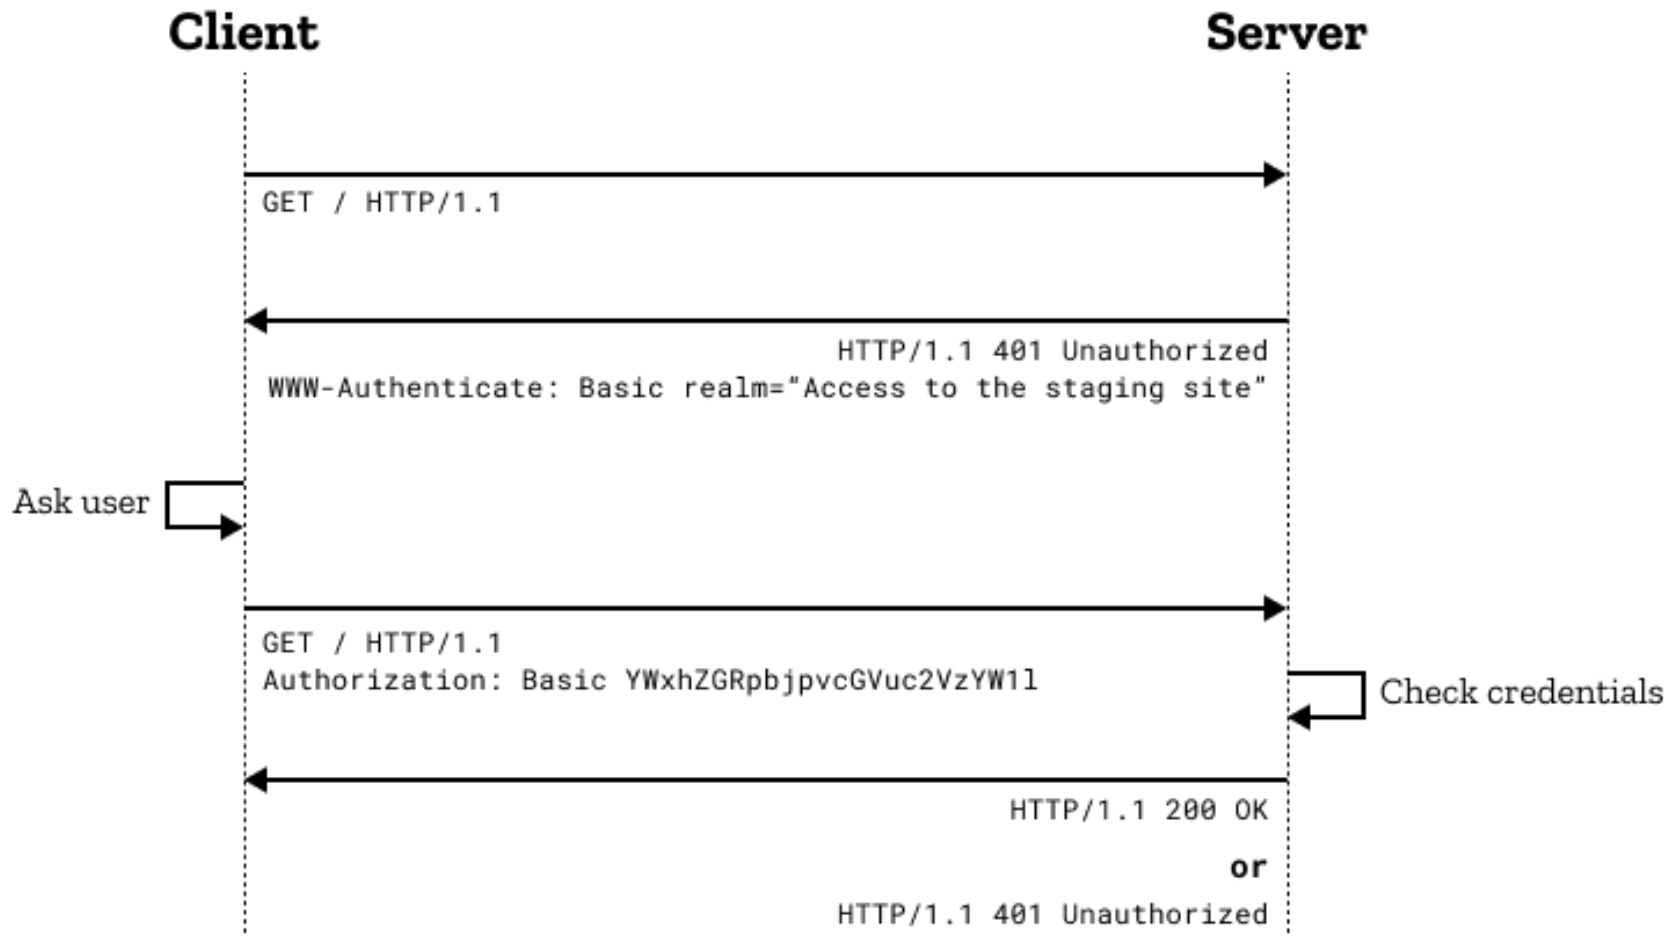 Client
Server
GET / HTTP/1.1
HTTP/1.1 401 Unauthorized
WWW-Authenticate: Basic realm="Access to the staging site"
Ask user
GET / HTTP/1.1
Authorization: Basic YWxhZGRpbjpvcGVuc2VzYW1l
Check credentials
HTTP/1.1 200 OK
or
HTTP/1.1 401 Unauthorized